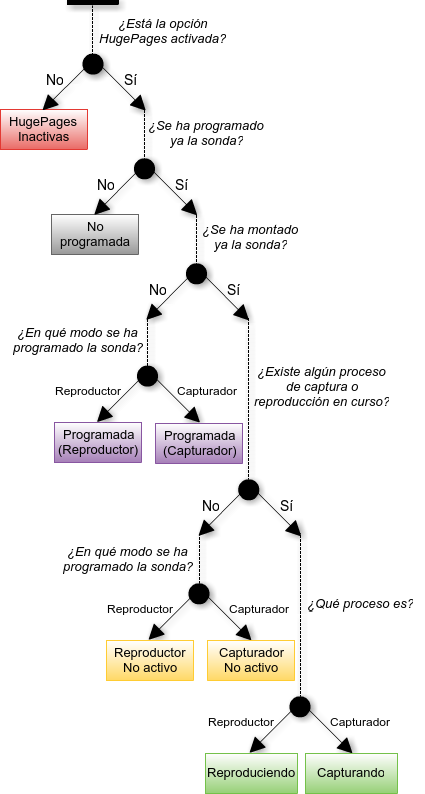 ¿Está la opción
HugePages activada?
No
Sí
HugePages
Inactivas
¿Se ha programado
ya la sonda?
No
Sí
No
programada
¿Se ha montado
ya la sonda?
No
Sí
¿En qué modo se ha
programado la sonda?
Reproductor
Capturador
Programada
(Reproductor)
Programada
(Capturador)
¿Existe algún proceso
de captura o
reproducción en curso?
No
Sí
¿En qué modo se ha
programado la sonda?
Reproductor
Capturador
Reproductor
No activo
Capturador
No activo
¿Qué proceso es?
Reproductor
Capturador
Reproduciendo
Capturando